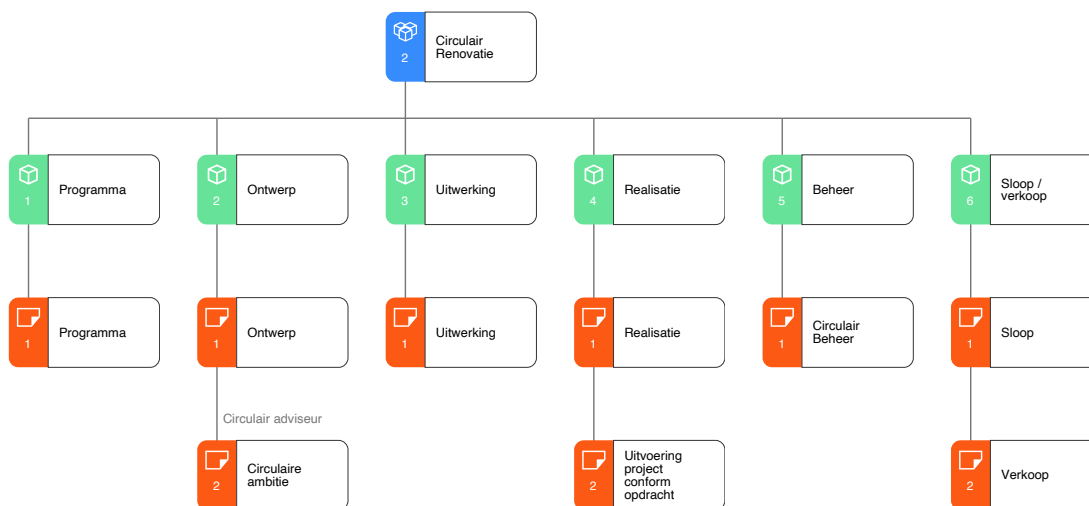 Circulair
Renovatie
2
Programma
1
Ontwerp
2
Uitwerking
3
Realisatie
4
Beheer
5
Sloop /
verkoop
6
Programma
1
Ontwerp
1
Uitwerking
1
Realisatie
1
Circulair
Beheer
1
Sloop
1
Circulair adviseur
Circulaire
ambitie
2
Uitvoering
project
conform
opdracht
2
Verkoop
2